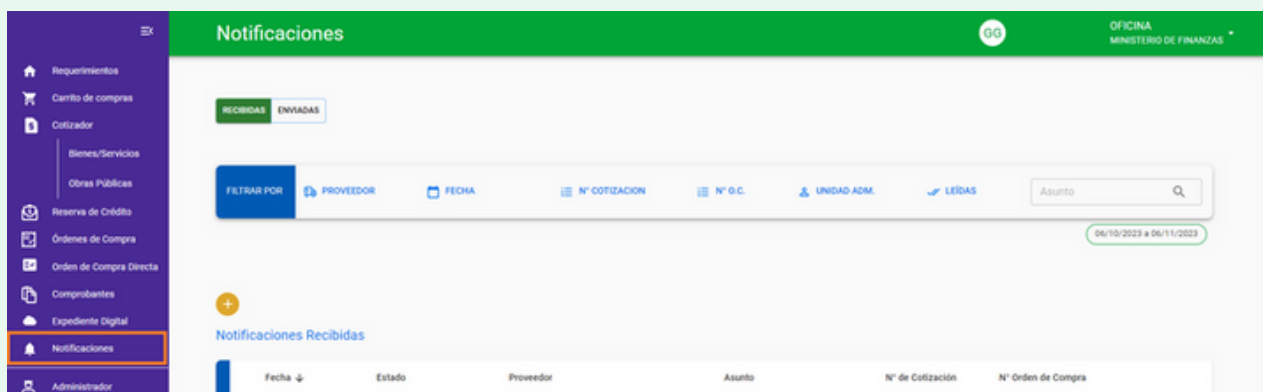 Notificaciones
GG
OFICINA
MINISTERIO DE FINANZAS
Requerimientos
Carrito de compras
Cotizador
Bienes/Servicios
Obras Públicas
Reserva de Crédito
Órdenes de Compra
Orden de Compra Directa
Comprobantes
Expediente Digital
Notificaciones
Administrador
RECIBIDAS ENVIADAS
FILTRAR POR PROVEEDOR FECHA N° COTIZACION N° O.C. UNIDAD ADM. LEÍDAS Asunto
06/10/2023 a 06/11/2023
Notificaciones Recibidas
Fecha Estado Proveedor Asunto N° de Cotización N° Orden de Compra